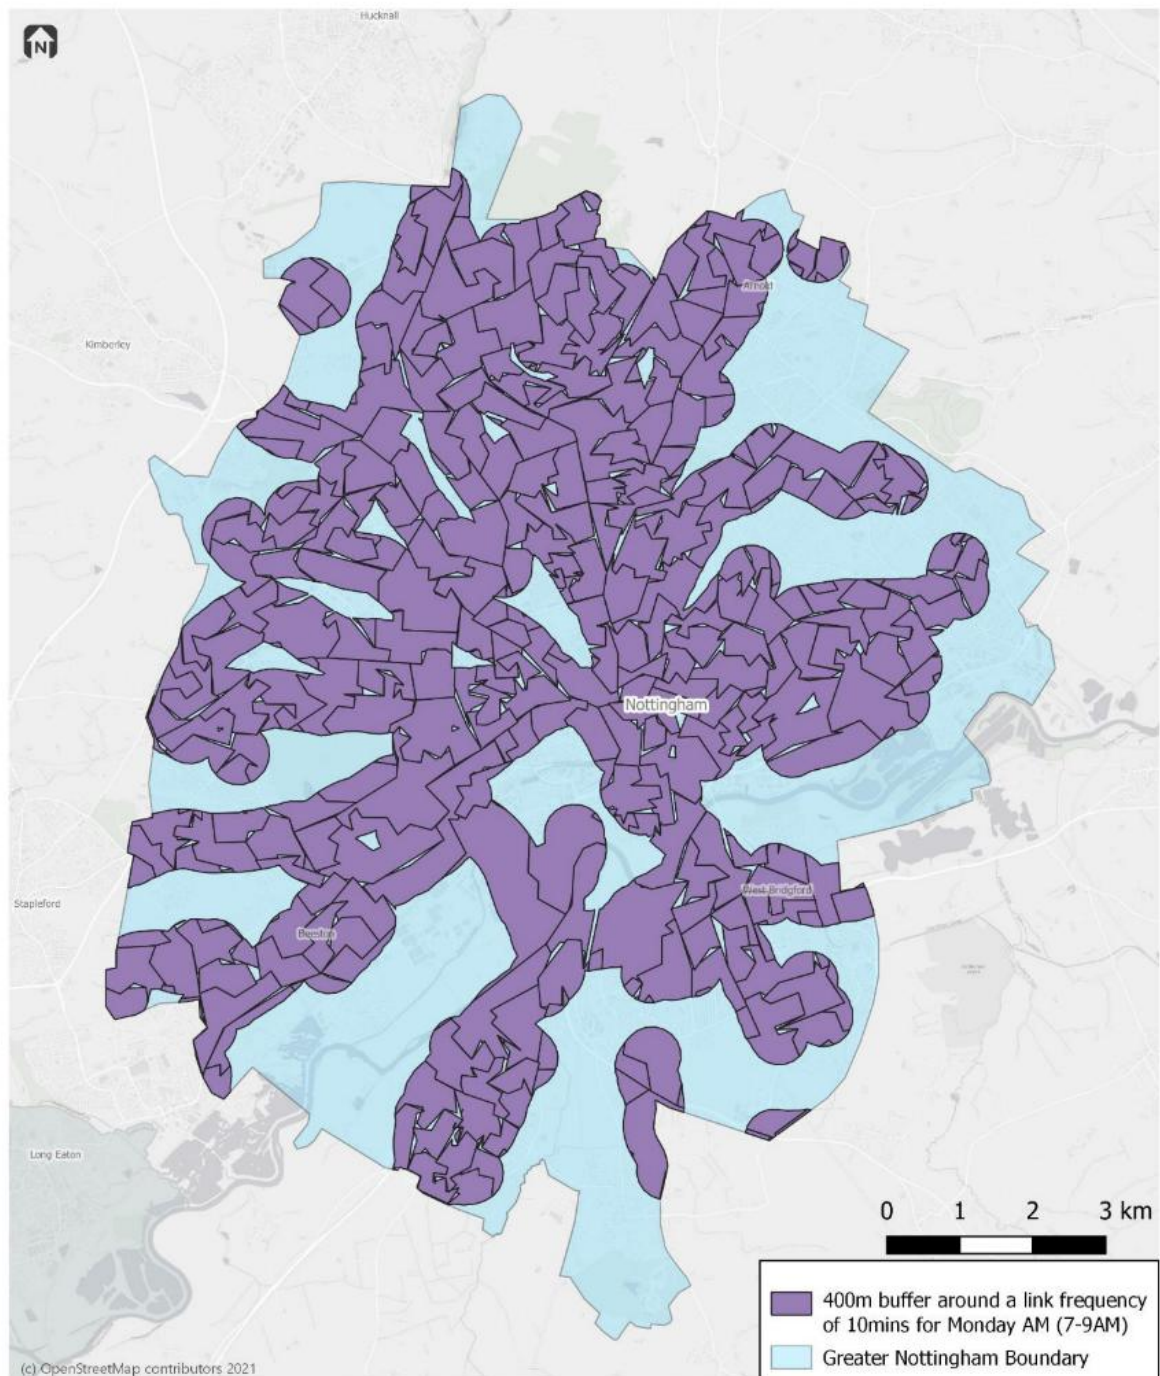 Hucknall
N
Arnold
Kimberley
Nottingham
West Bridgford
Stapleford
Beeston
Long Eaton
0 1 2 3 km
400m buffer around a link frequency
of 10mins for Monday AM (7-9AM)
Greater Nottingham Boundary
(c) OpenStreetMap contributors 2021